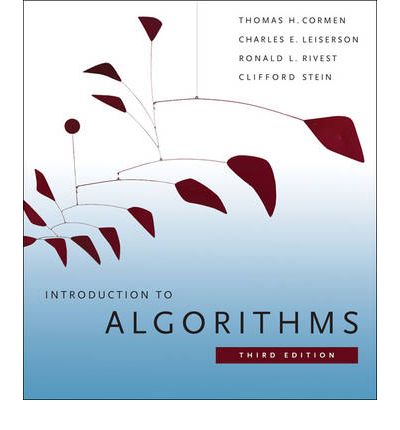 THOMAS H. CORMEN
CHARLES E. LEISERSON
RONALD L. RIVEST
CLIFFORD STEIN
INTRODUCTION TO
ALGORITHMS
THIRD EDITION